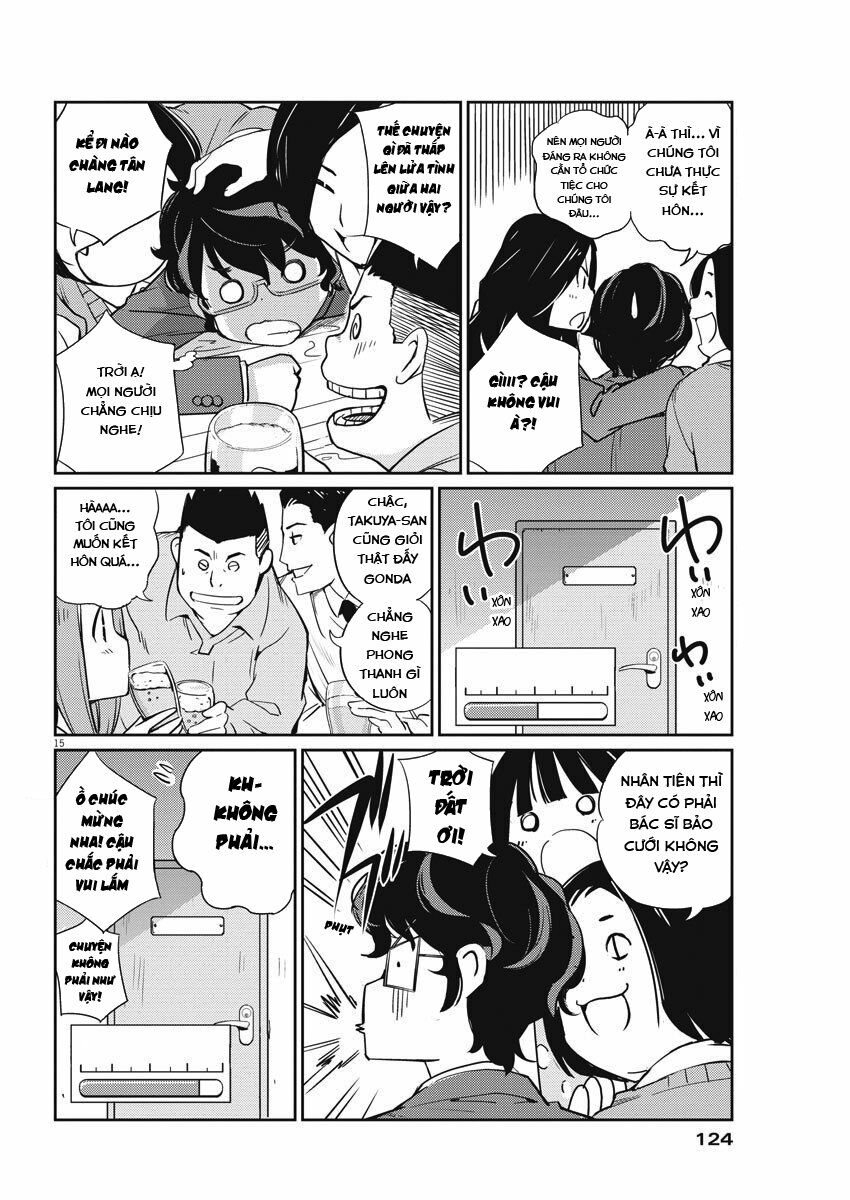 À-À THÌ... VÌ
CHÚNG TÔI
CHƯA THỰC
SỰ KẾT
HÔN...
NÊN MỌI NGƯỜI
ĐÁNG RA KHÔNG
CẦN TỔ CHỨC
TIỆC CHO
CHÚNG TÔI
ĐÂU...
GÌIII? CẬU
KHÔNG VUI
À?!
THẾ CHUYỆN
GÌ ĐÃ THẮP
LÊN LỬA TÌNH
GIỮA HAI
NGƯỜI VẬY?
KỂ ĐI NÀO
CHÀNG TÂN
LANG!
TRỜI Ạ!
MỌI NGƯỜI
CHẲNG CHỊU
NGHE!
わ
わ
わ
わ
XÔN
XAO
XÔN
XAO
XÔN
XAO
CHẬC,
TAKUYA-SAN
CŨNG GIỎI
THẬT ĐẤY
GONDA
CHẲNG
NGHE
PHONG
THANH GÌ
LUÔN
HÀAAA...
TÔI CŨNG
MUỐN KẾT
HÔN QUÁ...
15
NHÂN TIỆN THÌ
ĐÂY CÓ PHẢI
BÁC SĨ BẢO
CƯỚI KHÔNG
VẬY?
TRỜI
ĐẤT
ƠI!
PHỤT
KH-
KHÔNG
PHẢI...
Ồ CHÚC
MỪNG
NHA! CẬU
CHẮC PHẢI
VUI LẮM
CHUYỆN
KHÔNG
PHẢI NHƯ
VẬY!
124